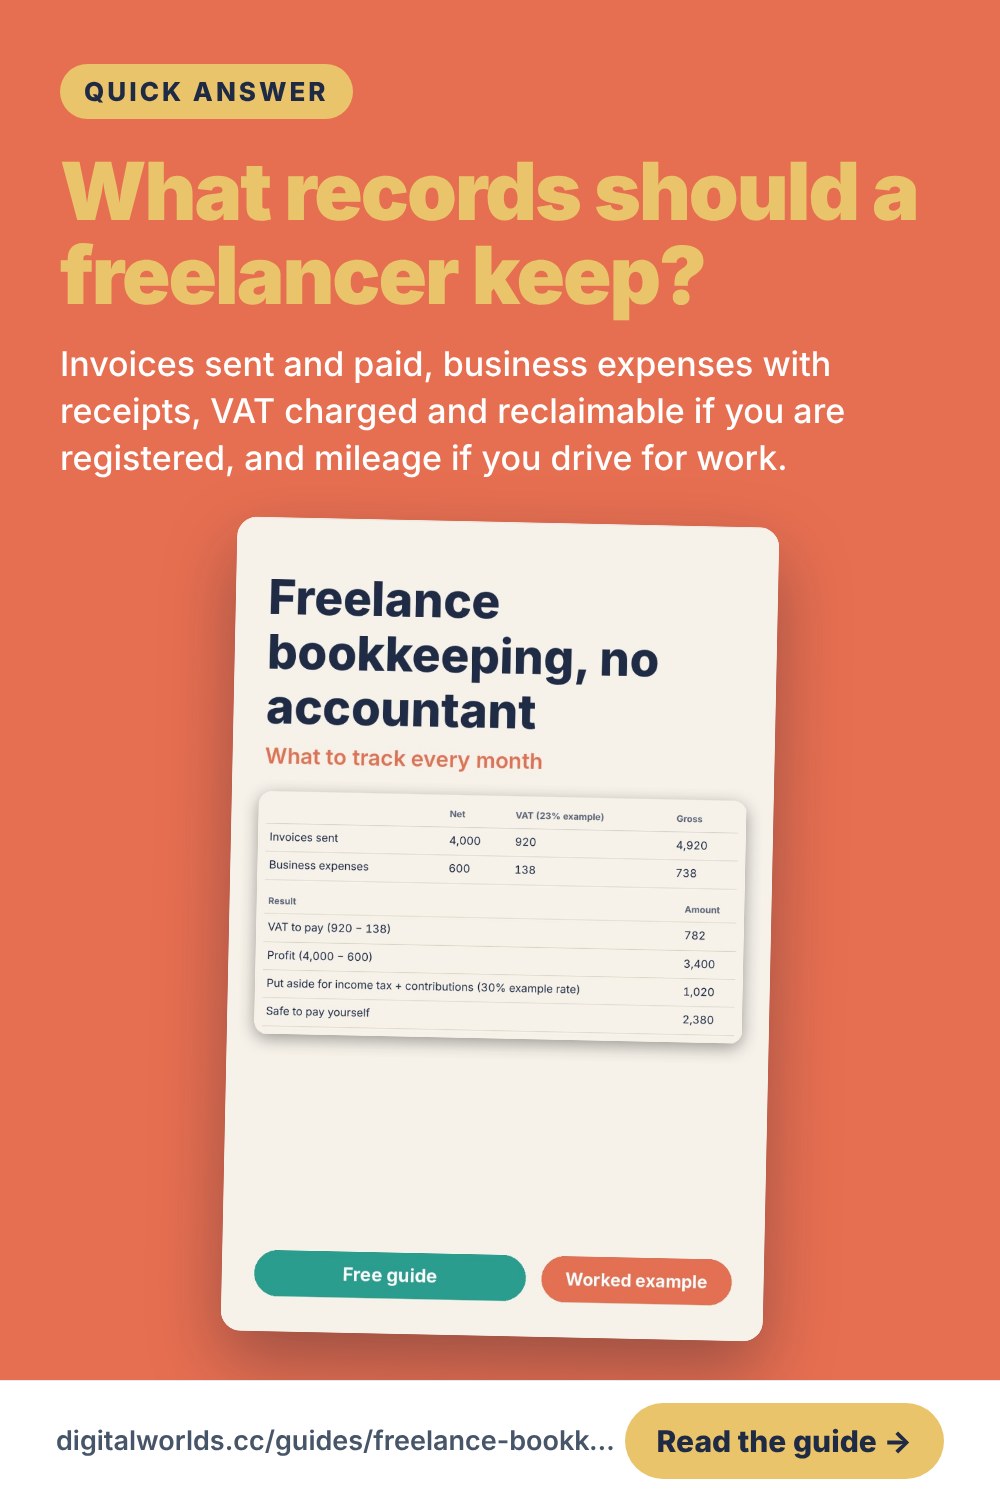 QUICK ANSWER
What records should a
freelancer keep?
Invoices sent and paid, business expenses with
receipts, VAT charged and reclaimable if you are
registered, and mileage if you drive for work.
Freelance
bookkeeping, no
accountant
What to track every month
Net VAT (23% example) Gross
Invoices sent 4,000 920 4,920
Business expenses 600 138 738
Result Amount
VAT to pay (920 − 138) 782
Profit (4,000 − 600) 3,400
Put aside for income tax + contributions (30% example rate) 1,020
Safe to pay yourself 2,380
Free guide Worked example
digitalworlds.cc/guides/freelance-bookk... Read the guide →